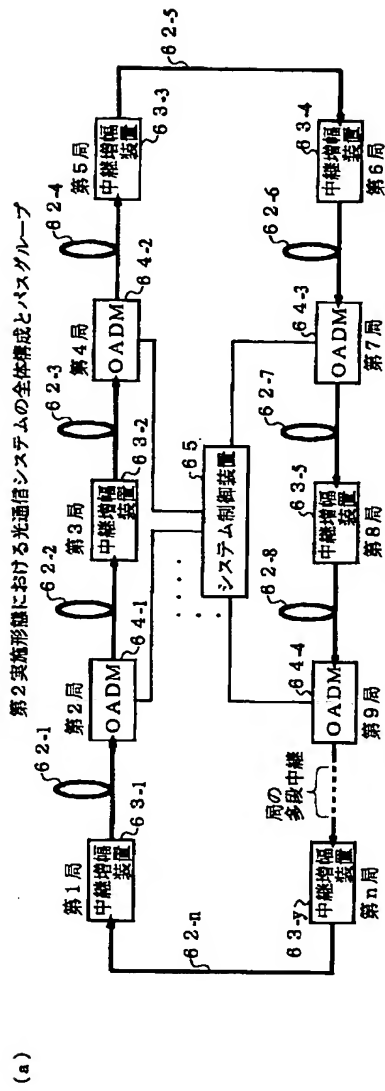 (a)
第2実施形態における光通信システムの全体構成とパスグループ
第1局
中継増幅装置
63-1
62-1
第2局
OADM
64-1
62-2
第3局
中継増幅装置
63-2
62-3
第4局
OADM
64-2
62-4
第5局
中継増幅装置
63-3
62-5
システム制御装置
65
第n局
中継増幅装置
63-y
62-n
局の
多段中継
第9局
OADM
64-4
62-8
第8局
中継増幅装置
63-5
62-7
第7局
OADM
64-3
62-6
第6局
中継増幅装置
63-4